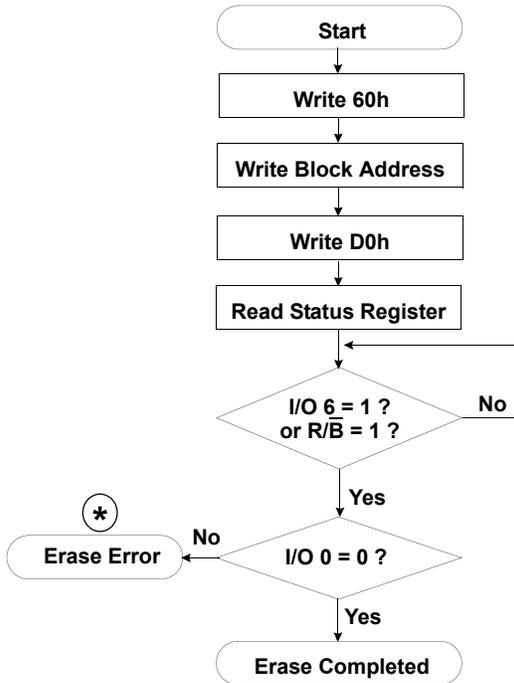 Start
Write 60h
Write Block Address
Write D0h
Read Status Register
I/O 6 = 1 ?
or R/B̅ = 1 ?
No
Yes
*
No
Erase Error
I/O 0 = 0 ?
Yes
Erase Completed